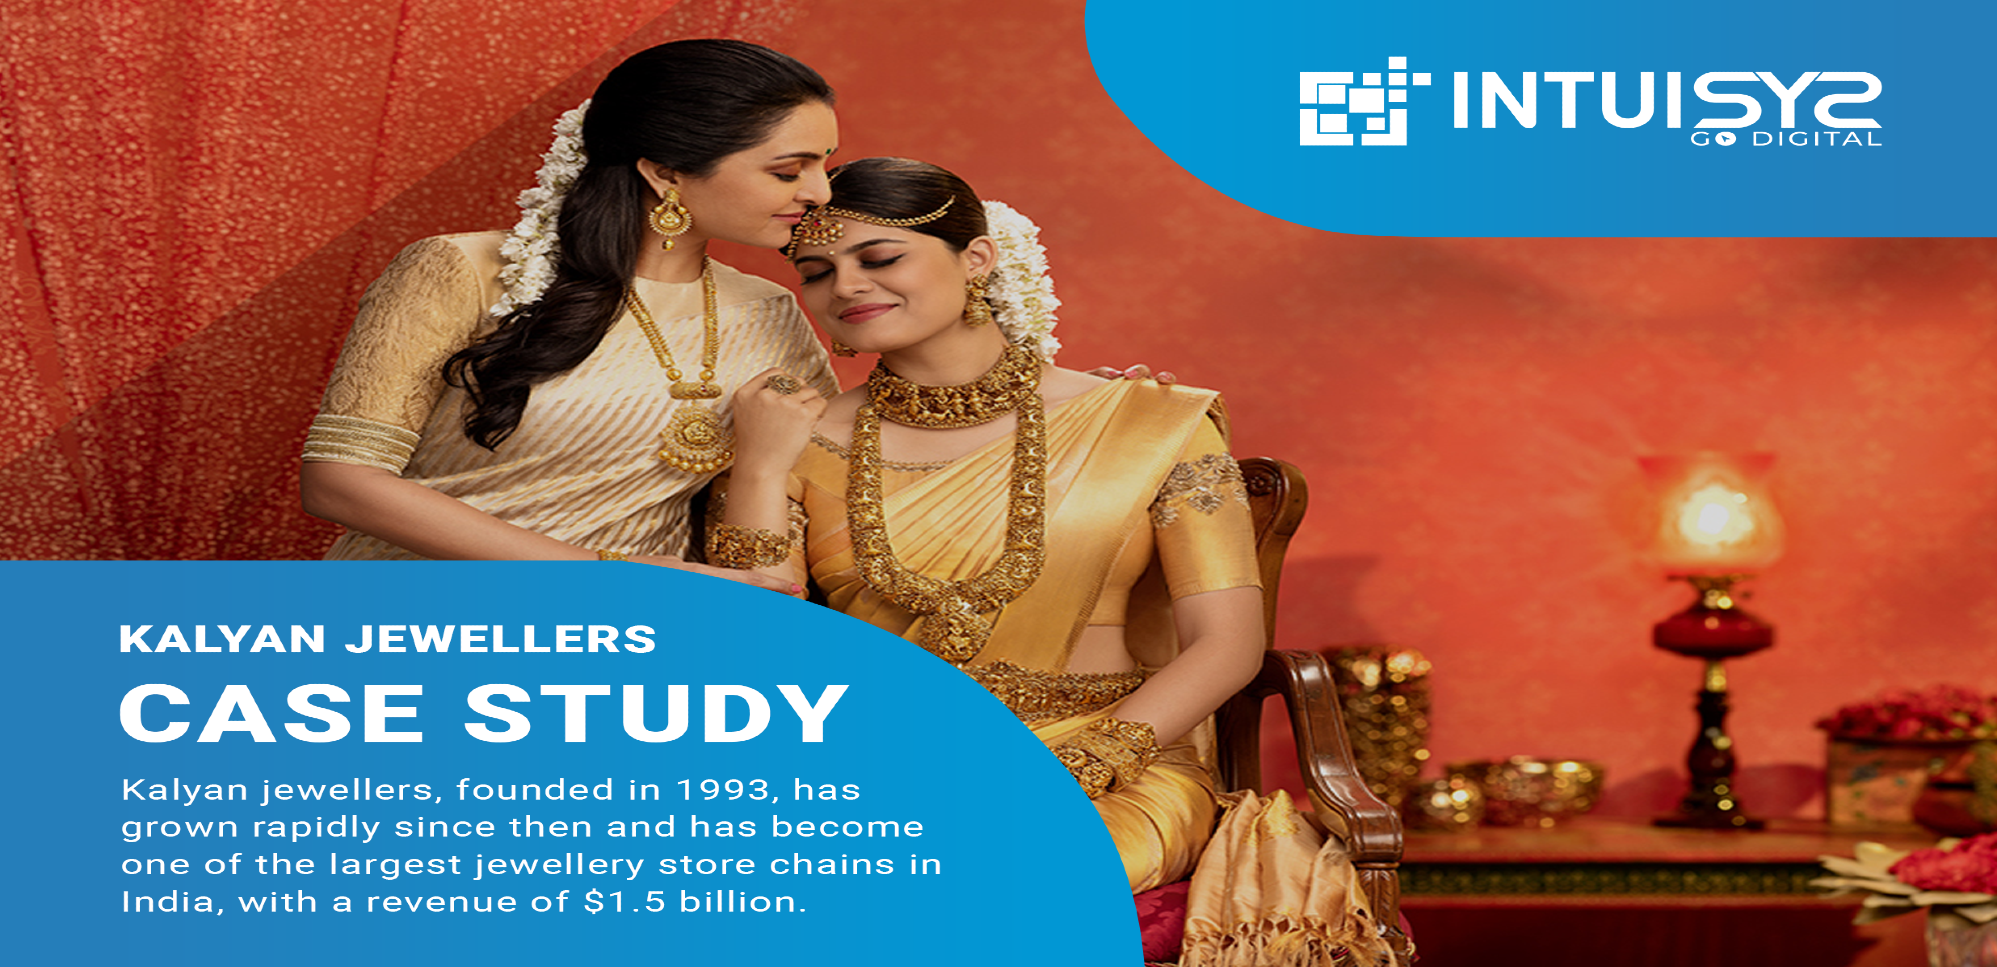 INTUISYS
GO DIGITAL
KALYAN JEWELLERS
CASE STUDY
Kalyan jewellers, founded in 1993, has
grown rapidly since then and has become
one of the largest jewellery store chains in
India, with a revenue of $1.5 billion.